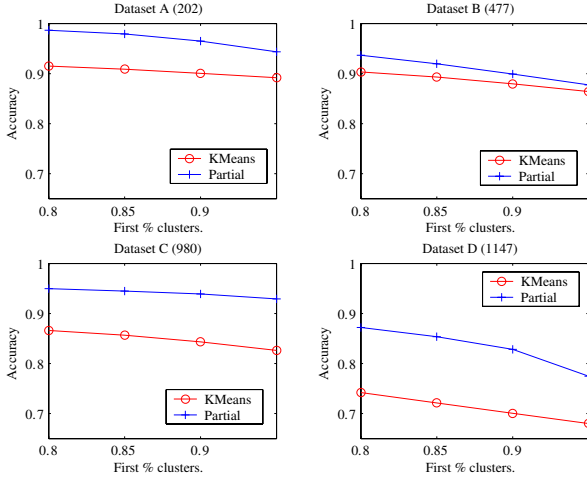 Dataset A (202)
1
0.9
0.8
0.7
Accuracy
KMeans
Partial
0.8 0.85 0.9
First % clusters.
Dataset B (477)
1
0.9
0.8
0.7
Accuracy
KMeans
Partial
0.8 0.85 0.9
First % clusters.
Dataset C (980)
1
0.9
0.8
0.7
Accuracy
KMeans
Partial
0.8 0.85 0.9
First % clusters.
Dataset D (1147)
1
0.9
0.8
0.7
Accuracy
KMeans
Partial
0.8 0.85 0.9
First % clusters.